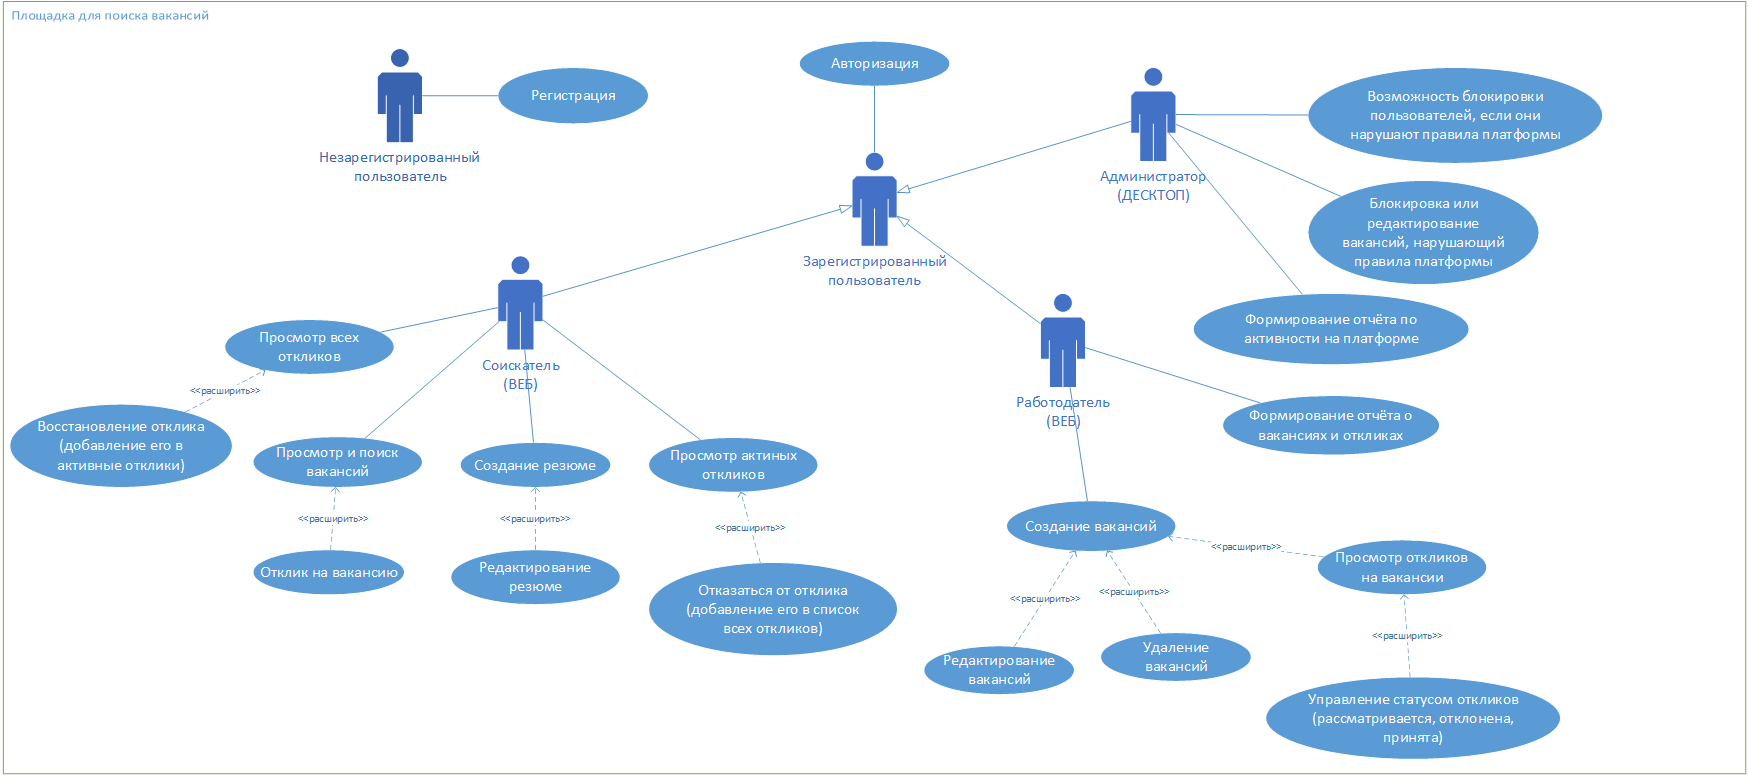 Площадка для поиска вакансий
Регистрация
Незарегистрированный
пользователь
Авторизация
Зарегистрированный
пользователь
Администратор
(ДЕСКТОП)
Возможность блокировки
пользователей, если они
нарушают правила платформы
Блокировка или
редактирование
вакансий, нарушающий
правила платформы
Формирование отчёта по
активности на платформе
Соискатель
(ВЕБ)
Просмотр всех
откликов
<<расширить>>
Восстановление отклика
(добавление его в
активные отклики)
Просмотр и поиск
вакансий
<<расширить>>
Отклик на вакансию
Создание резюме
<<расширить>>
Редактирование
резюме
Просмотр актиных
откликов
<<расширить>>
Отказаться от отклика
(добавление его в список
всех откликов)
Работодатель
(ВЕБ)
Формирование отчёта о
вакансиях и откликах
Создание вакансий
<<расширить>>
Просмотр откликов
на вакансии
<<расширить>>
<<расширить>>
<<расширить>>
Редактирование
вакансий
Удаление
вакансий
Управление статусом откликов
(рассматривается, отклонена,
принята)